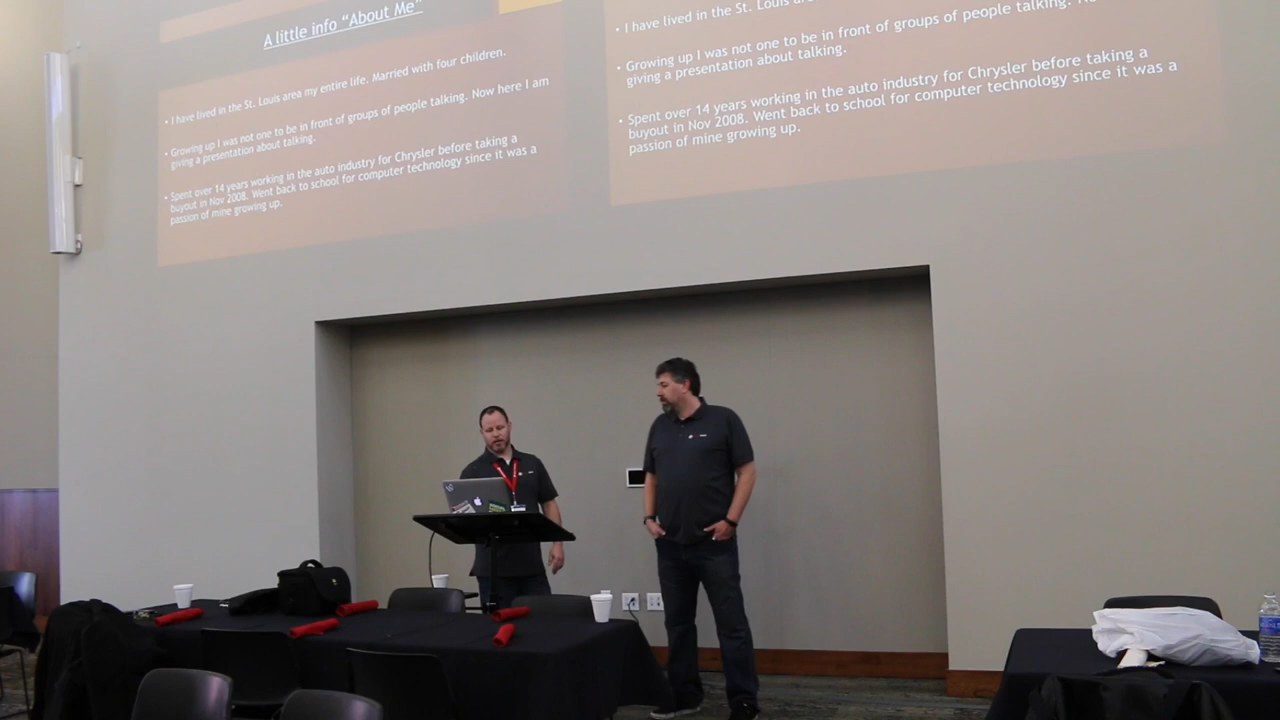 A little info “About Me”
• I have lived in the St. Louis area my entire life. Married with four children.
• Growing up I was not one to be in front of groups of people talking. Now here I am
giving a presentation about talking.
• Spent over 14 years working in the auto industry for Chrysler before taking a
buyout in Nov 2008. Went back to school for computer technology since it was a
passion of mine growing up.
• I have lived in the St. Louis
• Growing up I was not one to be in front of groups of people talking.
giving a presentation about talking.
• Spent over 14 years working in the auto industry for Chrysler before taking a
buyout in Nov 2008. Went back to school for computer technology since it was a
passion of mine growing up.